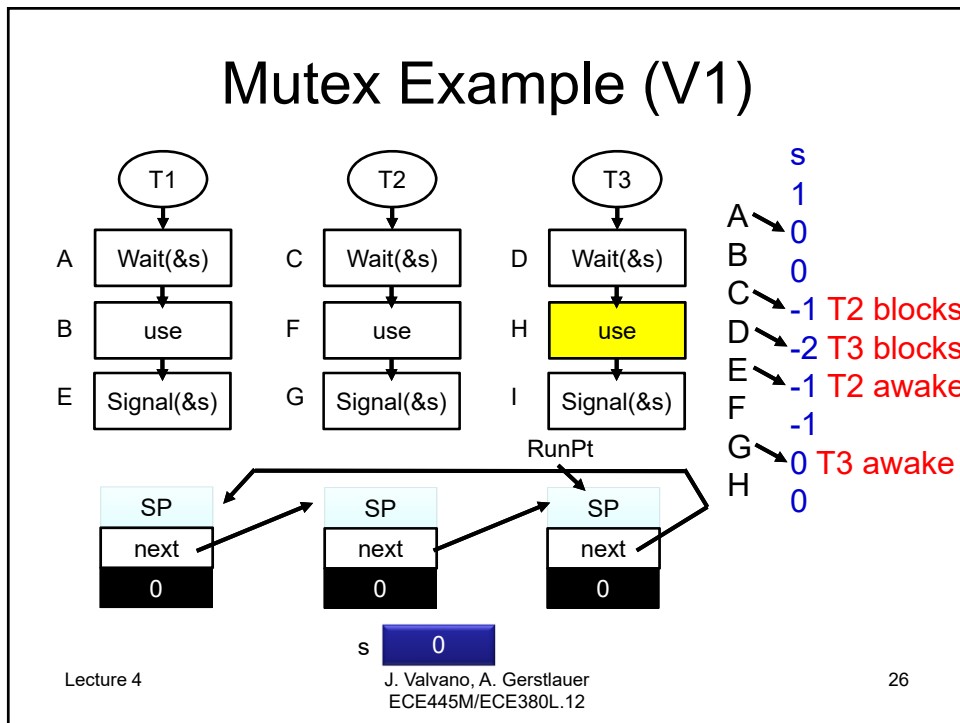 Mutex Example (V1)
T1
T2
T3
A
Wait(&s)
C
Wait(&s)
D
Wait(&s)
B
use
F
use
H
use
E
Signal(&s)
G
Signal(&s)
I
Signal(&s)
s
1
A
0
B
0
C
-1 T2 blocks
D
-2 T3 blocks
E
-1 T2 awake
F
-1
G
0 T3 awake
H
0
RunPt
SP
SP
SP
next
next
next
0
0
0
s
0
Lecture 4
J. Valvano, A. Gerstlauer
ECE445M/ECE380L.12
26